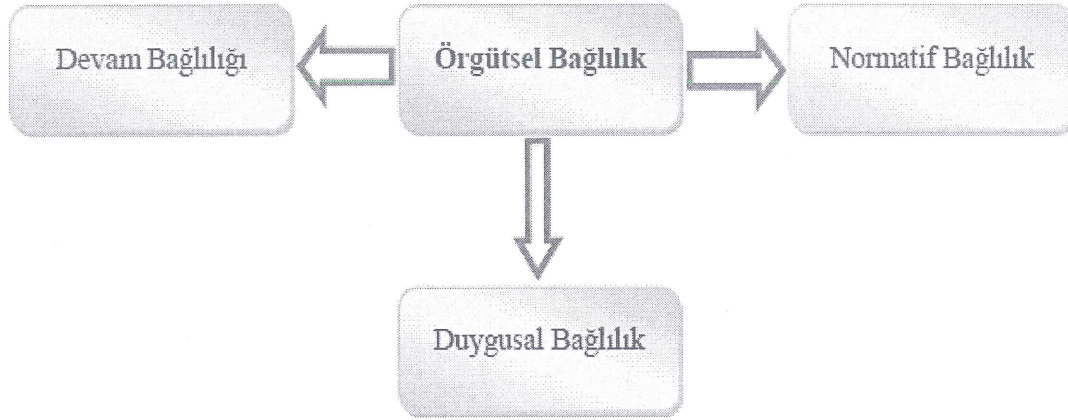 Devam Bağlılığı
Örgütsel Bağlılık
Normatif Bağlılık
Duygusal Bağlılık